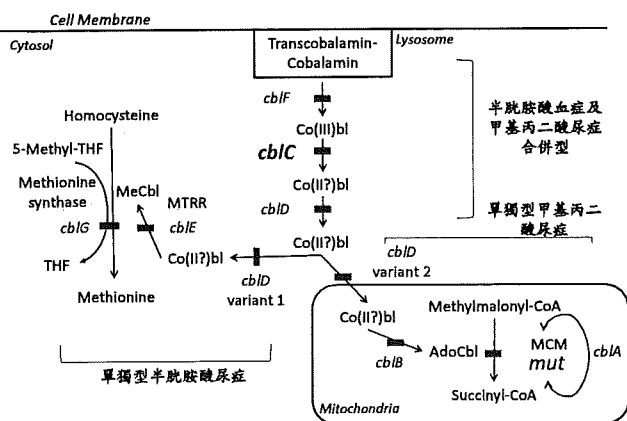 Cell Membrane
Cytosol
Transcobalamin-
Cobalamin
Lysosome
cblF
Co(III)bl
cblC
Co(II?)bl
cblD
Co(II?)bl
半胱胺酸血症及
甲基丙二酸尿症
合併型
單獨型甲基丙二
酸尿症
Homocysteine
5-Methyl-THF
Methionine
synthase
cblG
MeCbl
MTRR
cblE
THF
Co(II?)bl
Methionine
cblD
variant 1
cblD
variant 2
單獨型半胱胺酸尿症
Co(II?)bl
cblB
AdoCbl
Methylmalonyl-CoA
MCM
mut
cblA
Succinyl-CoA
Mitochondria